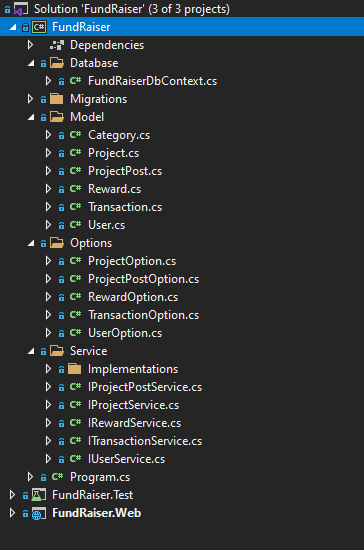 Solution 'FundRaiser' (3 of 3 projects)
C# FundRaiser
Dependencies
Database
C# FundRaiserDbContext.cs
Migrations
Model
C# Category.cs
C# Project.cs
C# ProjectPost.cs
C# Reward.cs
C# Transaction.cs
C# User.cs
Options
C# ProjectOption.cs
C# ProjectPostOption.cs
C# RewardOption.cs
C# TransactionOption.cs
C# UserOption.cs
Service
Implementations
C# IProjectPostService.cs
C# IProjectService.cs
C# IRewardService.cs
C# ITransactionService.cs
C# IUserService.cs
C# Program.cs
FundRaiser.Test
FundRaiser.Web